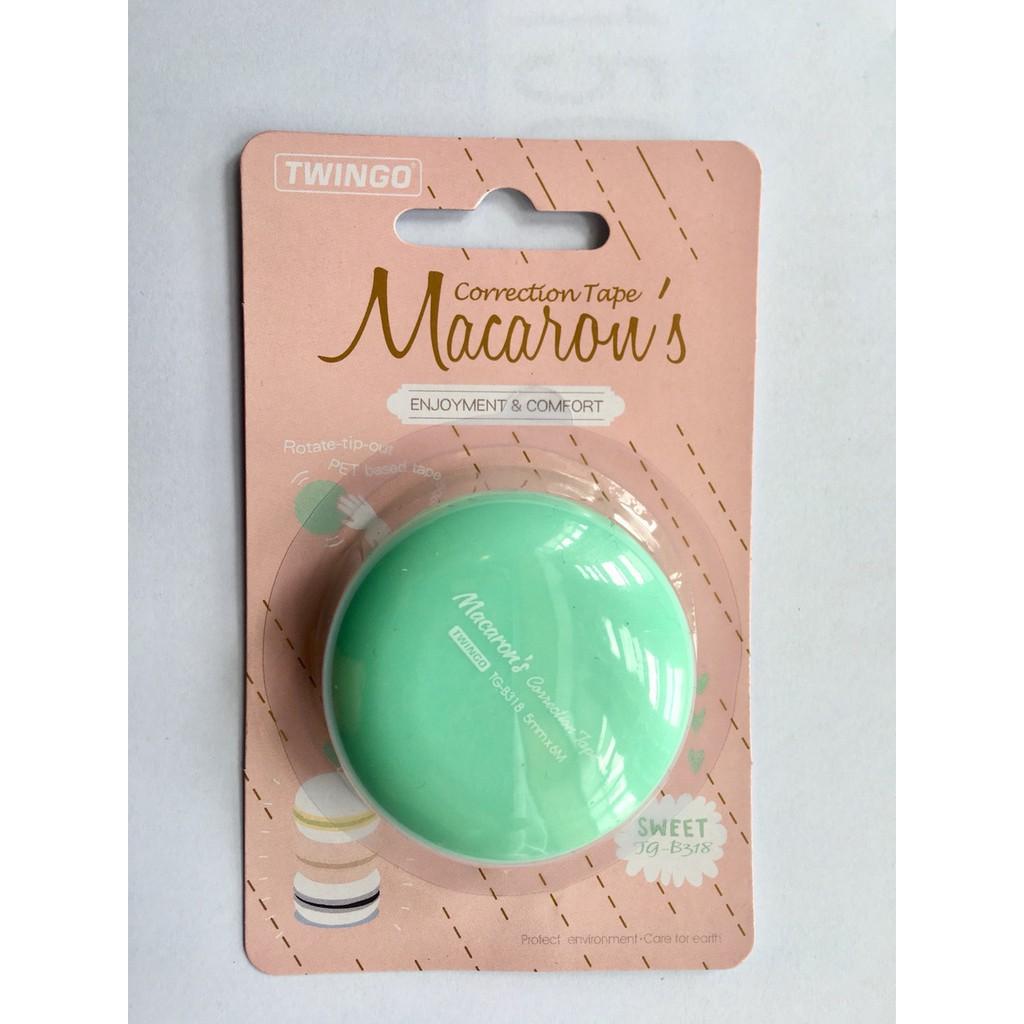 TWINGO
Correction Tape
Macaron's
ENJOYMENT & COMFORT
Rotate-tip-out
PET based tape
Macaron's Correction Tape
TWINGO TG-B318 5mmx6M
SWEET
TG-B318
Protect environment·Care for earth